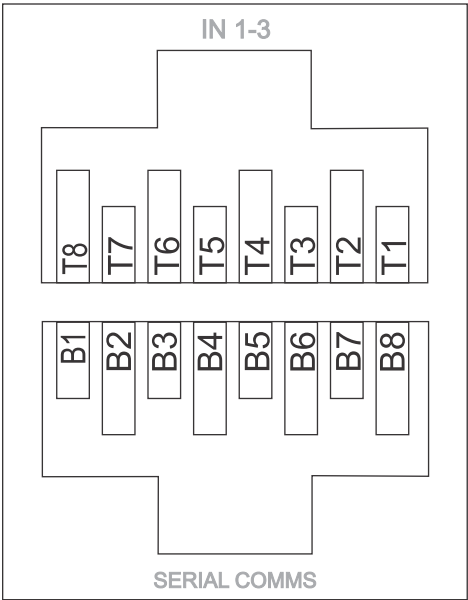 IN 1-3
T8 T7 T6 T5 T4 T3 T2 T1
B1 B2 B3 B4 B5 B6 B7 B8
SERIAL COMMS